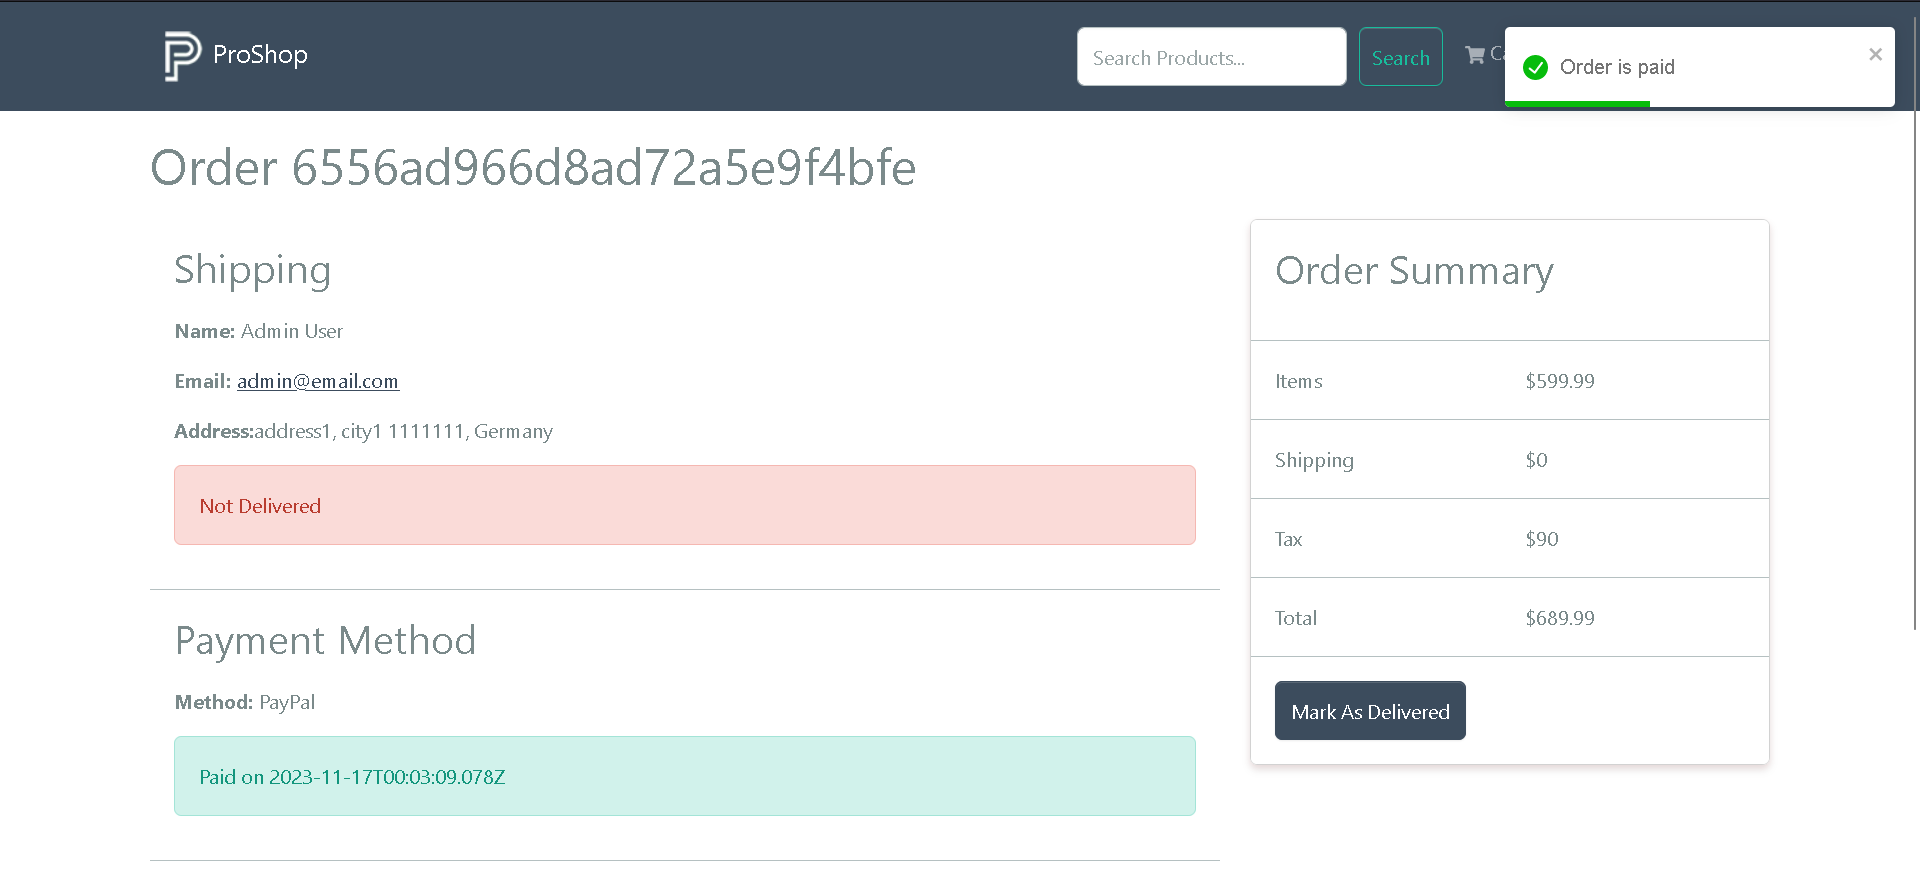 ProShop
Search Products...
Search
Order is paid
Order 6556ad966d8ad72a5e9f4bfe
Shipping
Name: Admin User
Email: admin@email.com
Address:address1, city1 1111111, Germany
Not Delivered
Payment Method
Method: PayPal
Paid on 2023-11-17T00:03:09.078Z
Order Summary
Items $599.99
Shipping $0
Tax $90
Total $689.99
Mark As Delivered